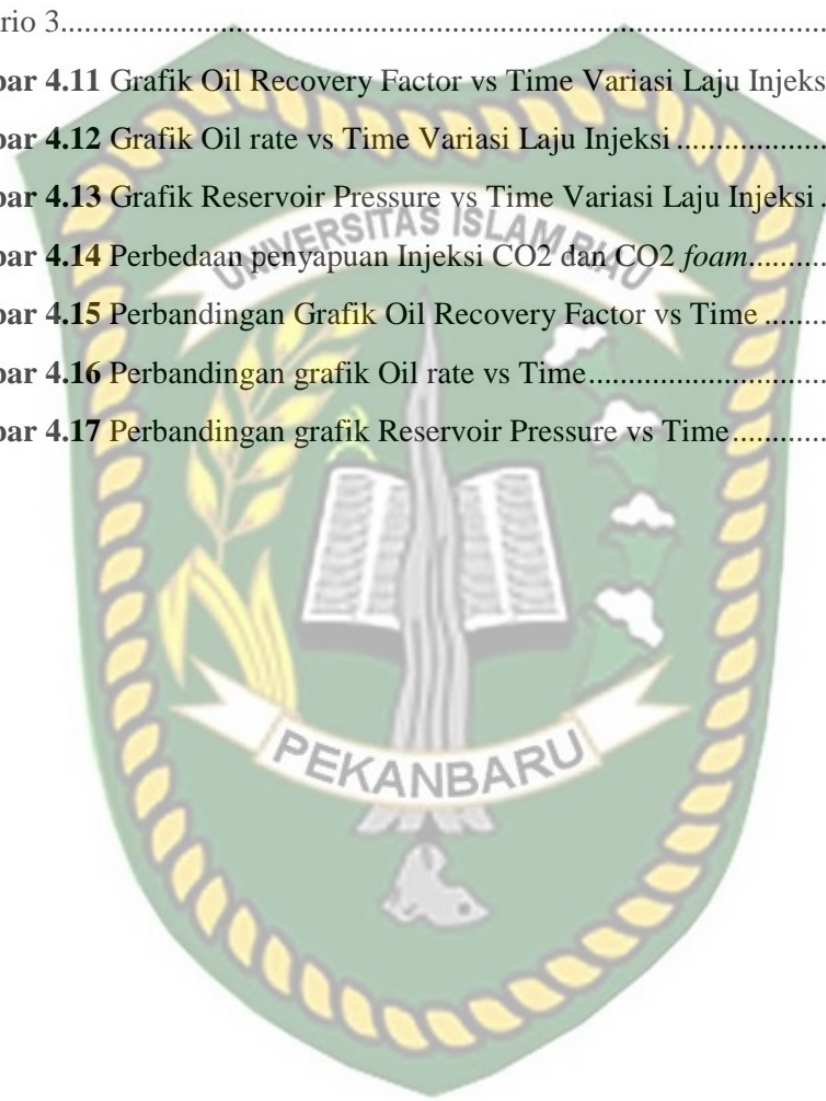 rio 3..........................................................................................
bar 4.11 Grafik Oil Recovery Factor vs Time Variasi Laju Injeks
bar 4.12 Grafik Oil rate vs Time Variasi Laju Injeksi ..................
bar 4.13 Grafik Reservoir Pressure vs Time Variasi Laju Injeksi .
bar 4.14 Perbedaan penyapuan Injeksi CO2 dan CO2 foam.........
bar 4.15 Perbandingan Grafik Oil Recovery Factor vs Time ........
bar 4.16 Perbandingan grafik Oil rate vs Time............................
bar 4.17 Perbandingan grafik Reservoir Pressure vs Time............
UNIVERSITAS ISLAM RIAU
PEKANBARU